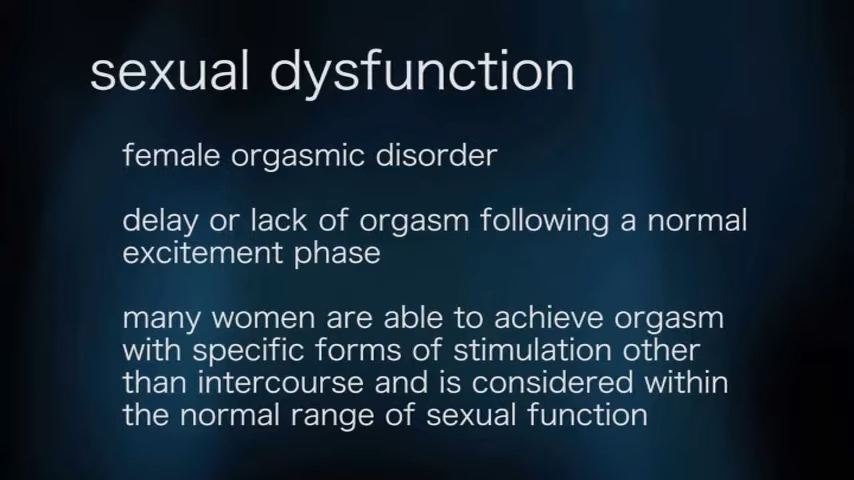 sexual dysfunction
female orgasmic disorder
delay or lack of orgasm following a normal
excitement phase
many women are able to achieve orgasm
with specific forms of stimulation other
than intercourse and is considered within
the normal range of sexual function